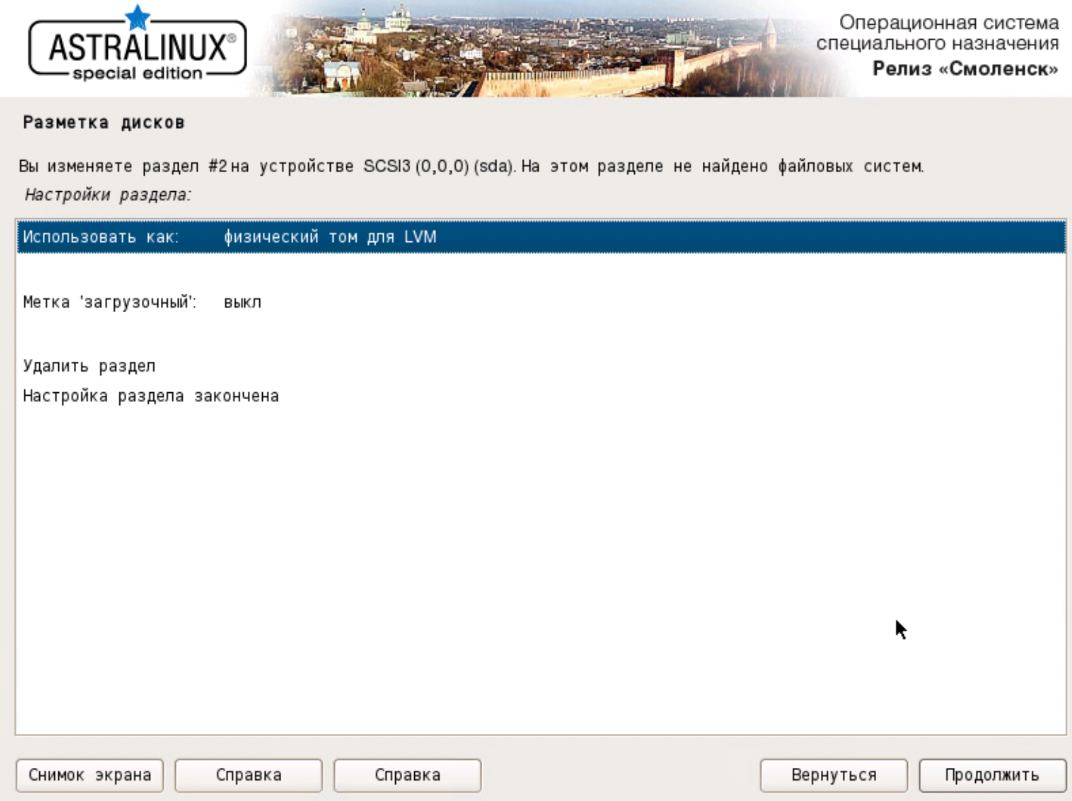 ASTRALINUX®
special edition
Операционная система
специального назначения
Релиз «Смоленск»
Разметка дисков
Вы изменяете раздел #2 на устройстве SCSI3 (0,0,0) (sda). На этом разделе не найдено файловых систем.
Настройки раздела:
Использовать как: физический том для LVM
Метка 'загрузочный': выкл
Удалить раздел
Настройка раздела закончена
Снимок экрана Справка Справка Вернуться Продолжить